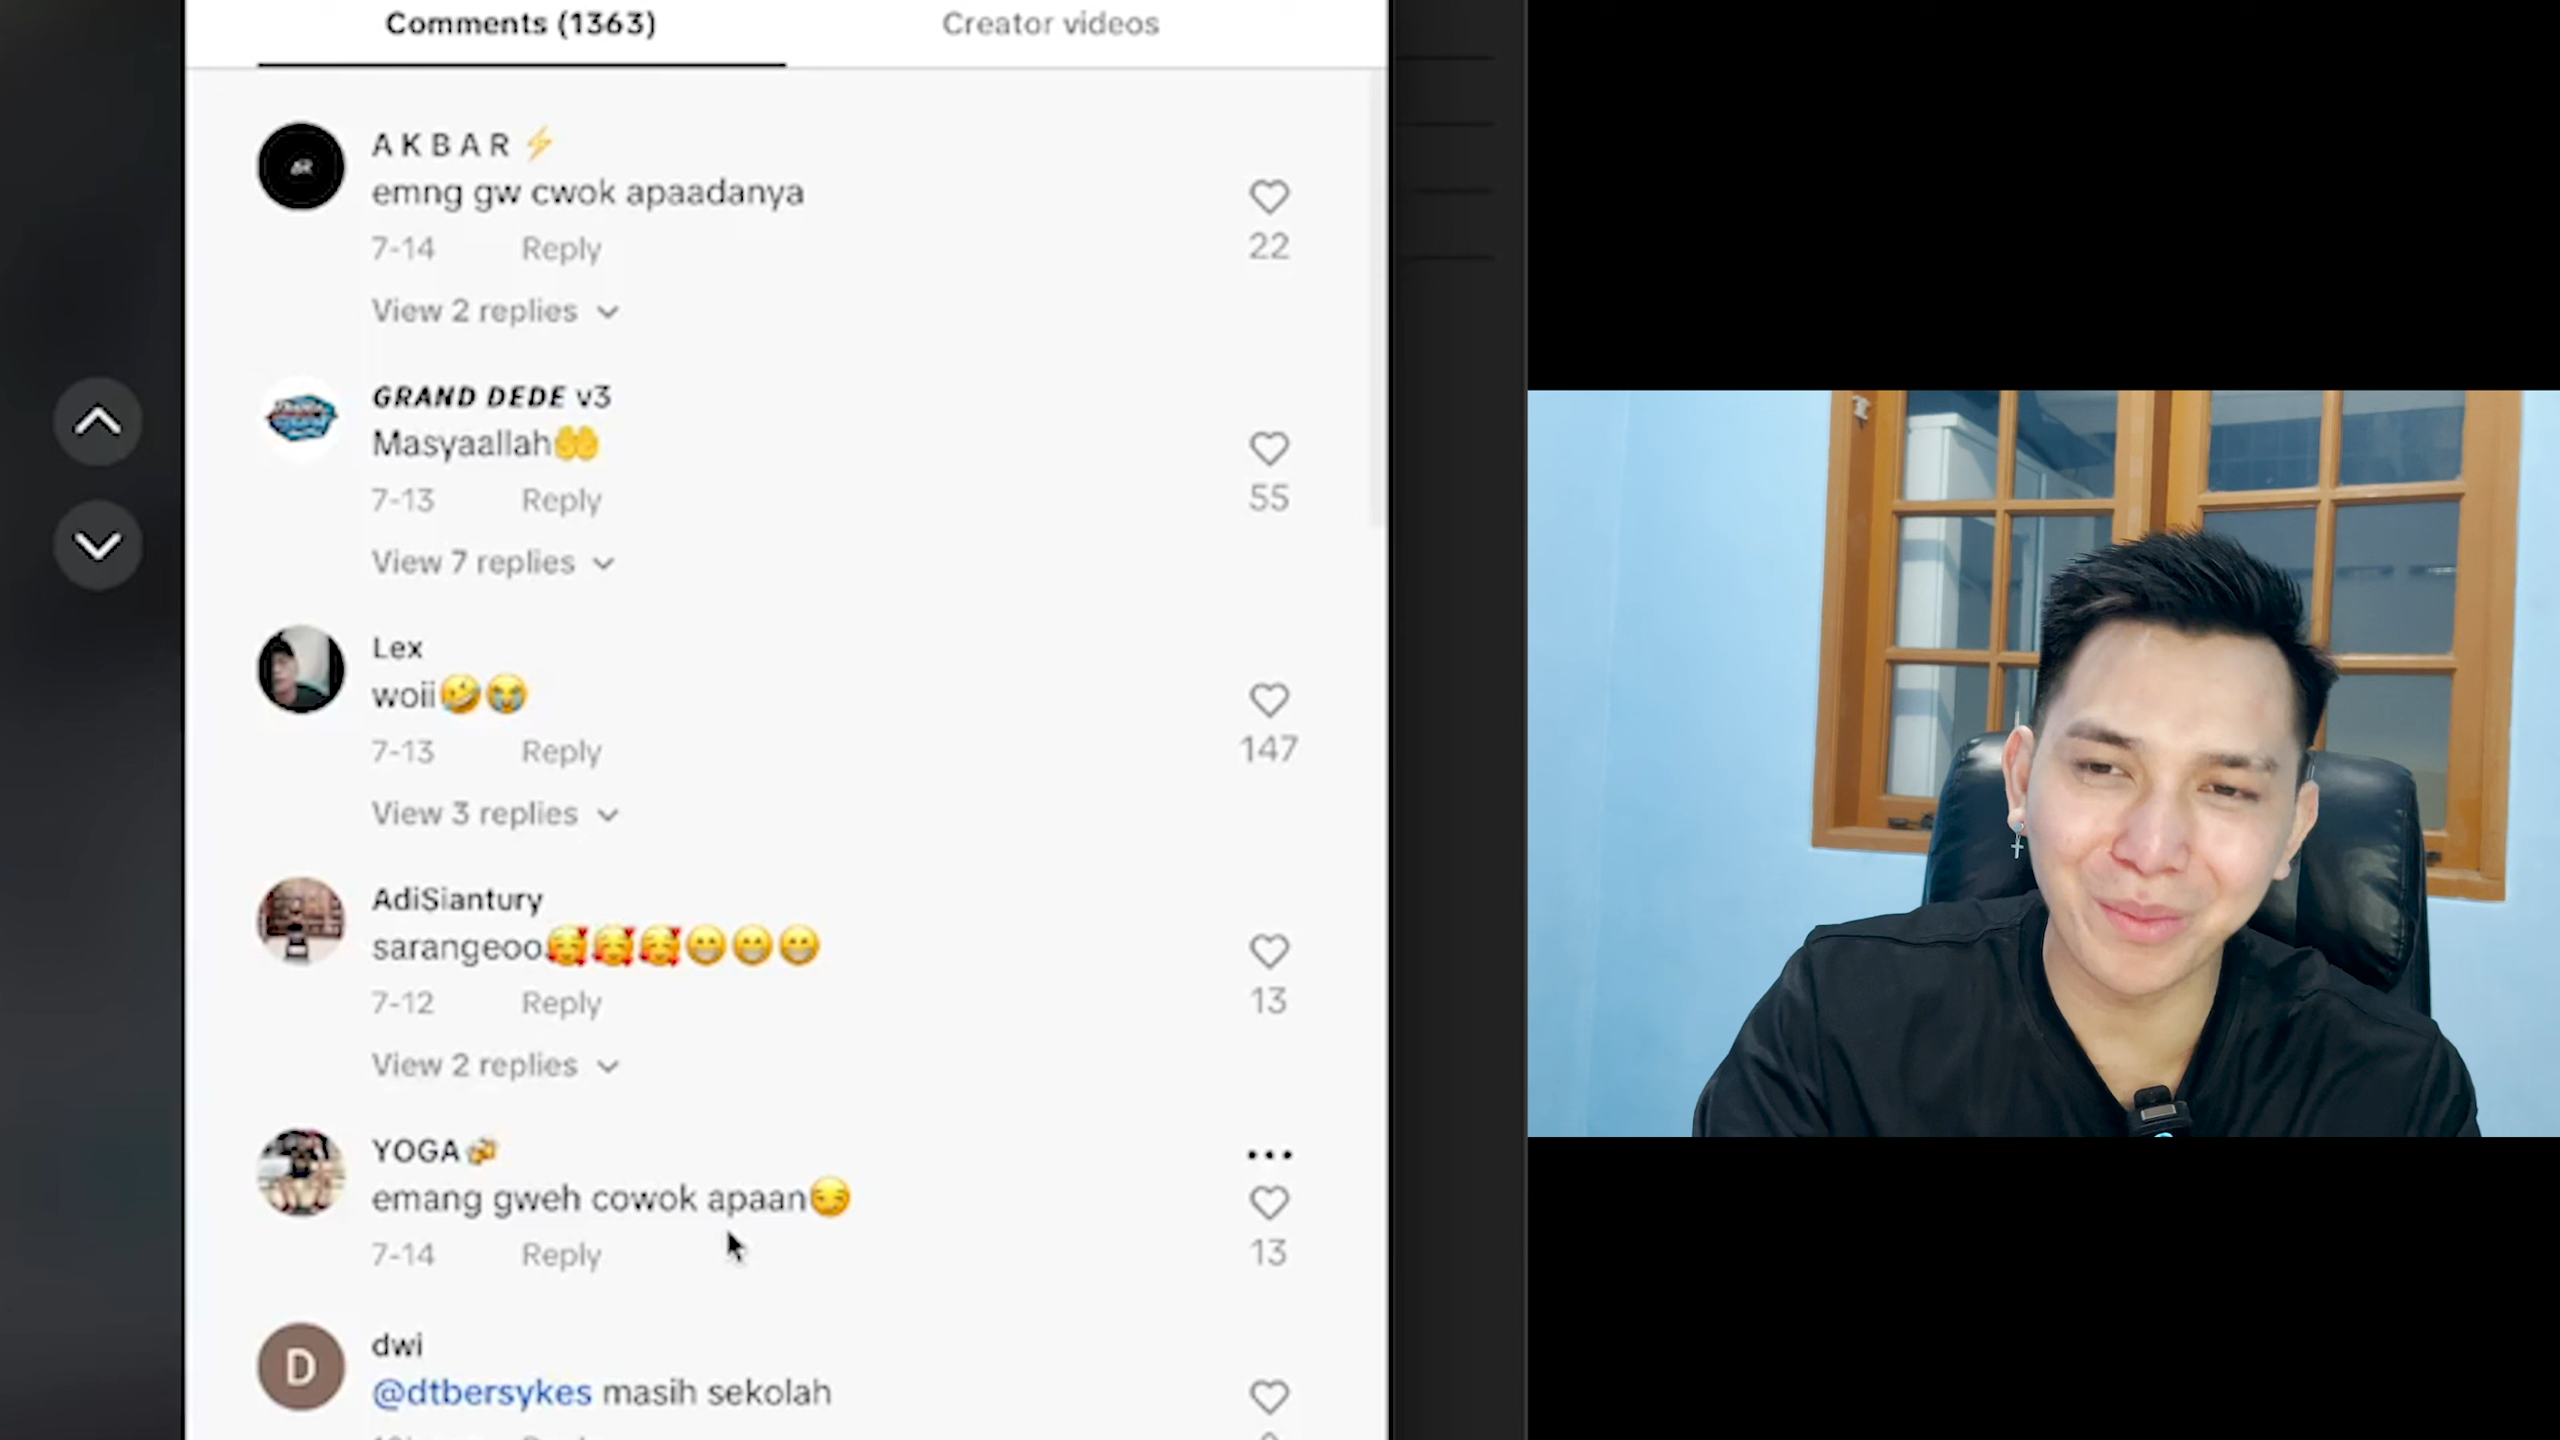 Comments (1363)
Creator videos
A K B A R ⚡
emng gw cwok apaadanya
22
7-14 Reply
View 2 replies
GRAND DEDE v3
Masyaallah🤲
55
7-13 Reply
View 7 replies
Lex
woii🤣😭
147
7-13 Reply
View 3 replies
AdiSiantury
sarangeoo🥰🥰🥰😁😁😁
13
7-12 Reply
View 2 replies
YOGA🐝
emang gweh cowok apaan😏
13
7-14 Reply
D
dwi
@dtbersykes masih sekolah